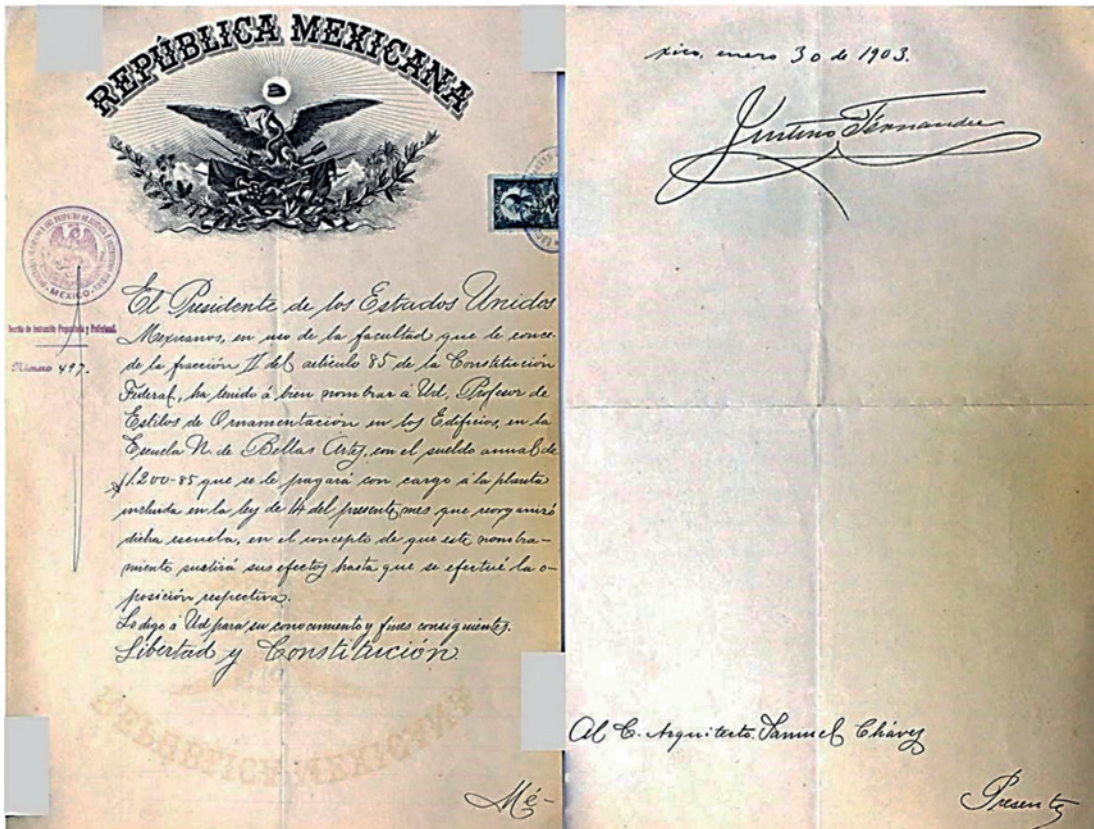 REPÚBLICA MEXICANA
MEXICO.
Sección de Instrucción Preparatoria y Profesional.
Número 497.
El Presidente de los Estados Unidos
Mexicanos, en uso de la facultad que le conce-
de la fracción II del artículo 85 de la Constitución
Federal, ha tenido á bien nombrar á Ud, Profesor de
Estilos de Ornamentación en los Edificios, en la
Escuela N. de Bellas Artes, con el sueldo anual de
$1.200-85 que se le pagará con cargo á la planta
incluida en la ley de 14 del presente mes que reorganizó
dicha escuela, en el concepto de que este nombra-
miento surtirá sus efectos hasta que se efectué la o-
posición respectiva.
Lo digo á Ud para su conocimiento y fines consiguientes.
Libertad y Constitución.
Mé-
xico, enero 30 de 1903.
Justino Fernandez
Al C. Arquitecto Samuel Chávez
Presente